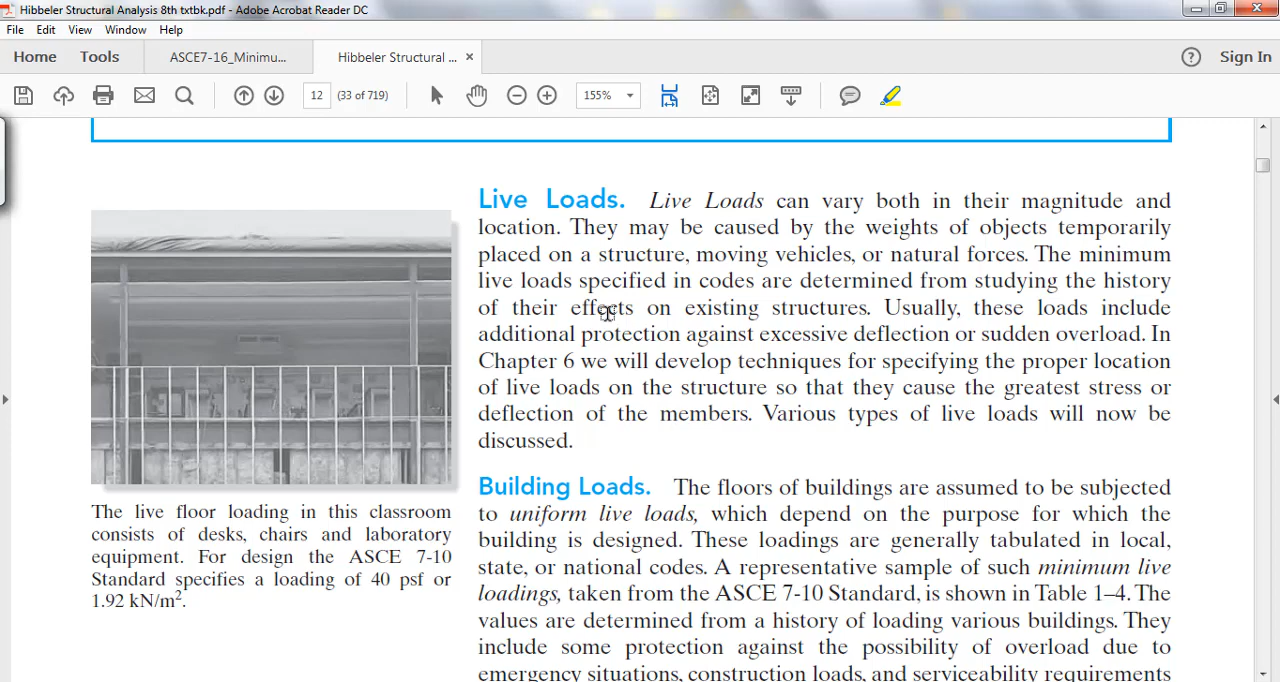 Hibbeler Structural Analysis 8th txtbk.pdf - Adobe Acrobat Reader DC
File Edit View Window Help
Home Tools ASCE7-16_Minimu... Hibbeler Structural ... × Sign In
12 (33 of 719) 155%
Live Loads. Live Loads can vary both in their magnitude and
location. They may be caused by the weights of objects temporarily
placed on a structure, moving vehicles, or natural forces. The minimum
live loads specified in codes are determined from studying the history
of their effects on existing structures. Usually, these loads include
additional protection against excessive deflection or sudden overload. In
Chapter 6 we will develop techniques for specifying the proper location
of live loads on the structure so that they cause the greatest stress or
deflection of the members. Various types of live loads will now be
discussed.
The live floor loading in this classroom
consists of desks, chairs and laboratory
equipment. For design the ASCE 7-10
Standard specifies a loading of 40 psf or
1.92 kN/m².
Building Loads. The floors of buildings are assumed to be subjected
to uniform live loads, which depend on the purpose for which the
building is designed. These loadings are generally tabulated in local,
state, or national codes. A representative sample of such minimum live
loadings, taken from the ASCE 7-10 Standard, is shown in Table 1–4. The
values are determined from a history of loading various buildings. They
include some protection against the possibility of overload due to
emergency situations, construction loads, and serviceability requirements